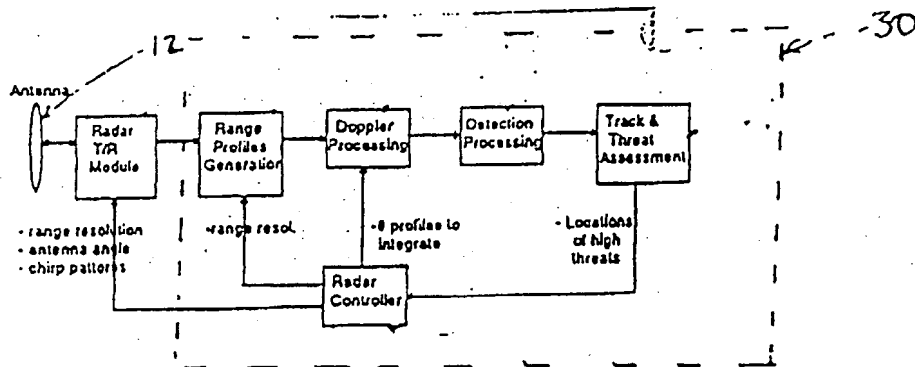 12
30
Antenna
Radar
T/R
Module
Range
Profiles
Generation
Doppler
Processing
Detection
Processing
Track &
Threat
Assessment
- range resolution
- antenna angle
- chirp patterns
-range resol.
-# profiles to
integrate
- Locations
of high
threats
Radar
Controller